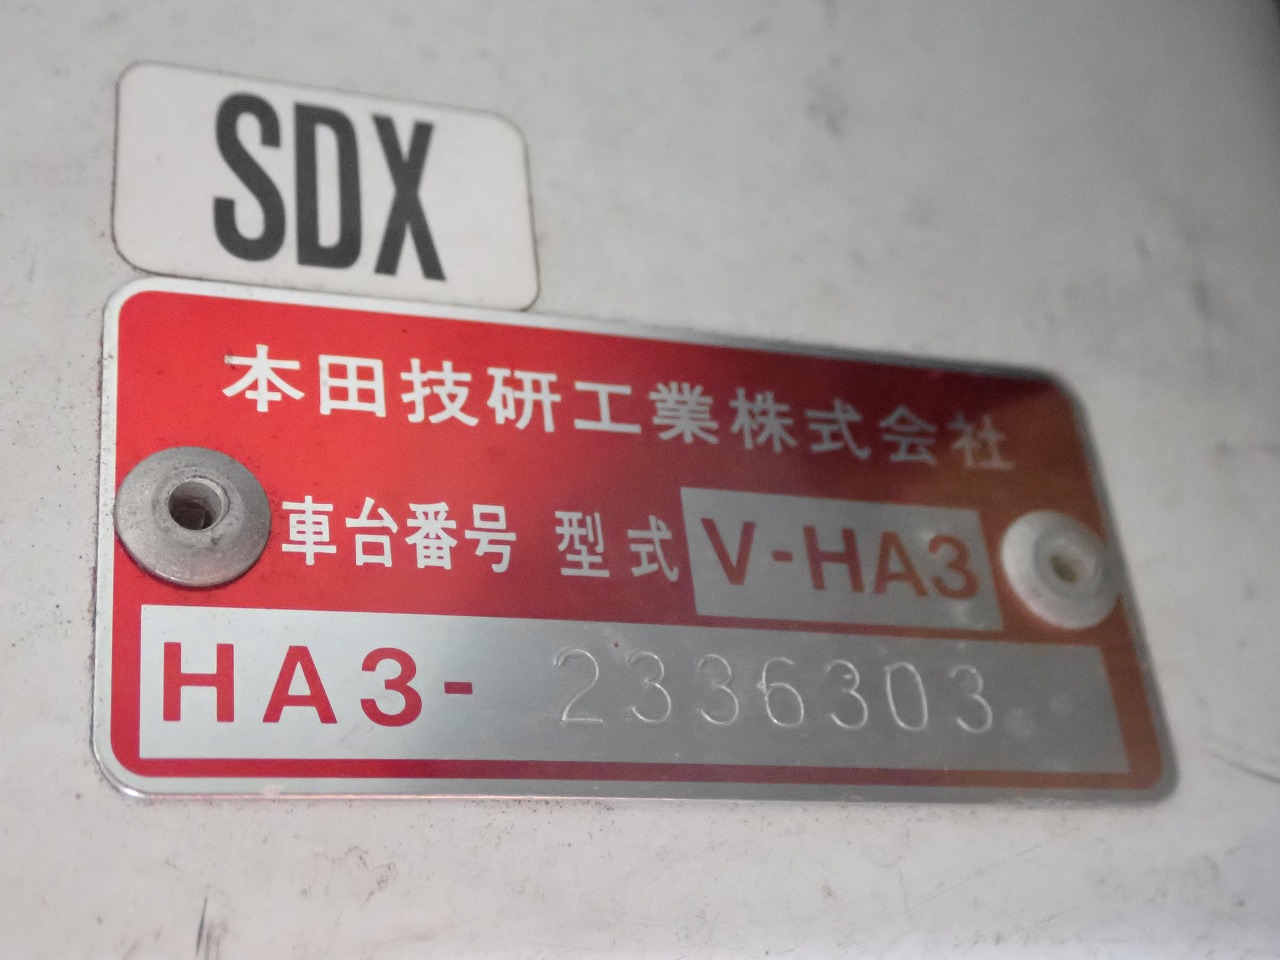 SDX
本田技研工業株式会社
車台番号 型式 V-HA3
HA3- 2336303